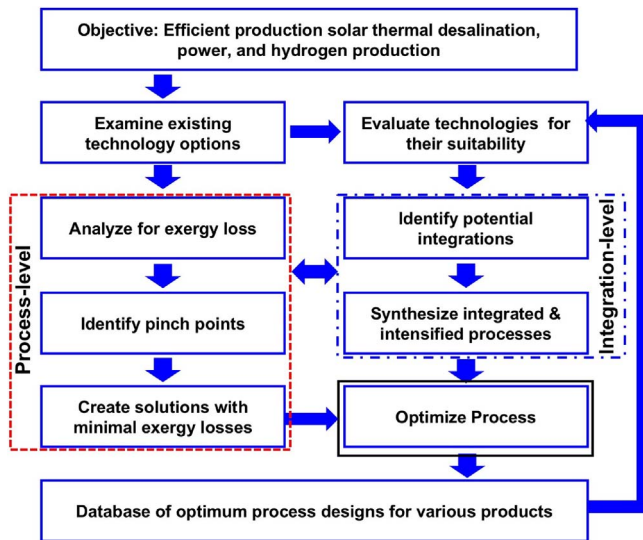 Objective: Efficient production solar thermal desalination,
power, and hydrogen production
Examine existing
technology options
Evaluate technologies for
their suitability
Process-level
Analyze for exergy loss
Identify pinch points
Create solutions with
minimal exergy losses
Identify potential
integrations
Synthesize integrated &
intensified processes
Integration-level
Optimize Process
Database of optimum process designs for various products